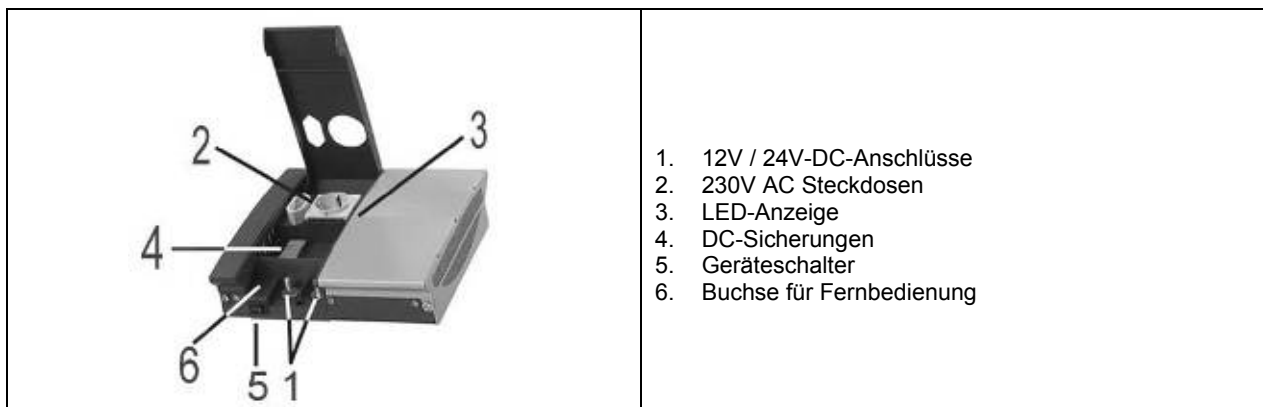 2
3
4
6
5 1
1. 12V / 24V-DC-Anschlüsse
2. 230V AC Steckdosen
3. LED-Anzeige
4. DC-Sicherungen
5. Geräteschalter
6. Buchse für Fernbedienung